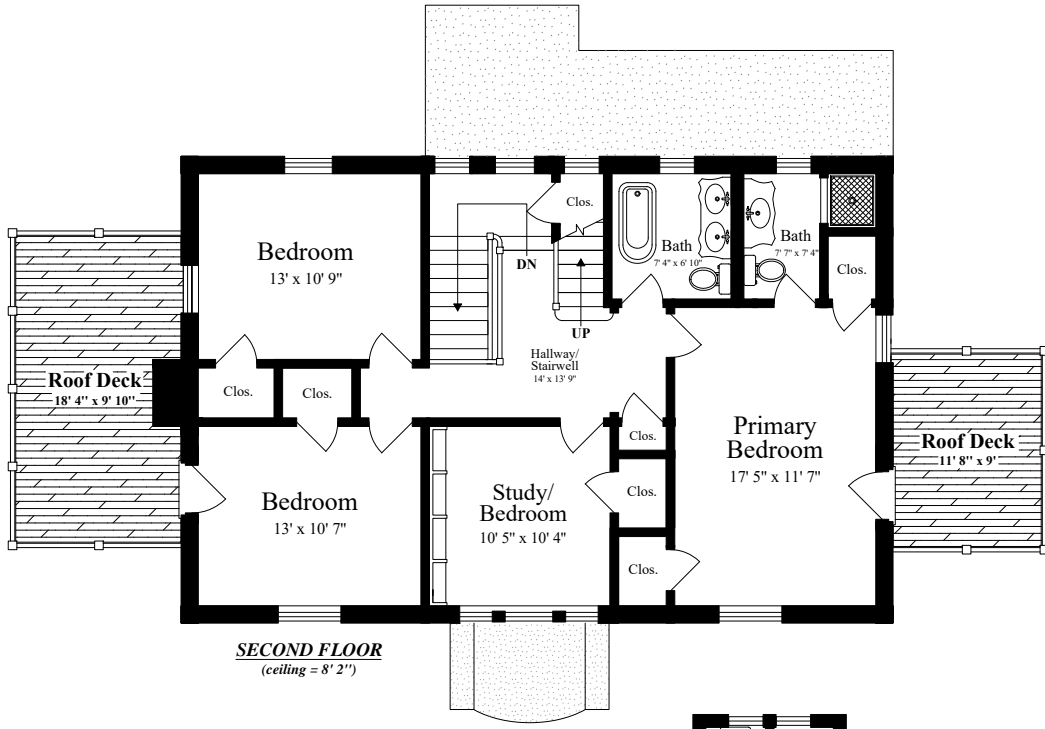 Clos.
Bedroom
13' x 10' 9"
DN
UP
Bath
7' 4" x 6' 10"
Bath
7' 7" x 7' 4"
Clos.
Hallway/
Stairwell
14' x 13' 9"
Roof Deck
18' 4" x 9' 10"
Clos.
Clos.
Clos.
Primary
Bedroom
17' 5" x 11' 7"
Roof Deck
11' 8" x 9'
Bedroom
13' x 10' 7"
Study/
Bedroom
10' 5" x 10' 4"
Clos.
Clos.
SECOND FLOOR
(ceiling = 8' 2")